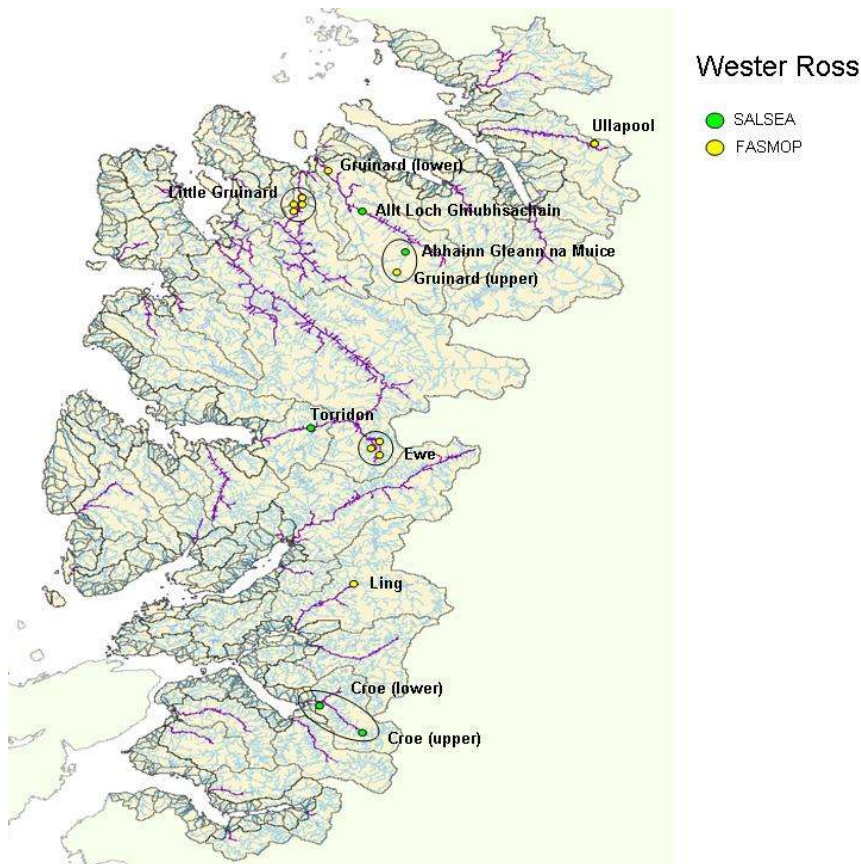 Wester Ross
SALSEA
FASMOP
Ullapool
Gruinard (lower)
Little Gruinard
Allt Loch Ghiubhsachain
Abhainn Gleann na Muice
Gruinard (upper)
Torridon
Ewe
Ling
Croe (lower)
Croe (upper)